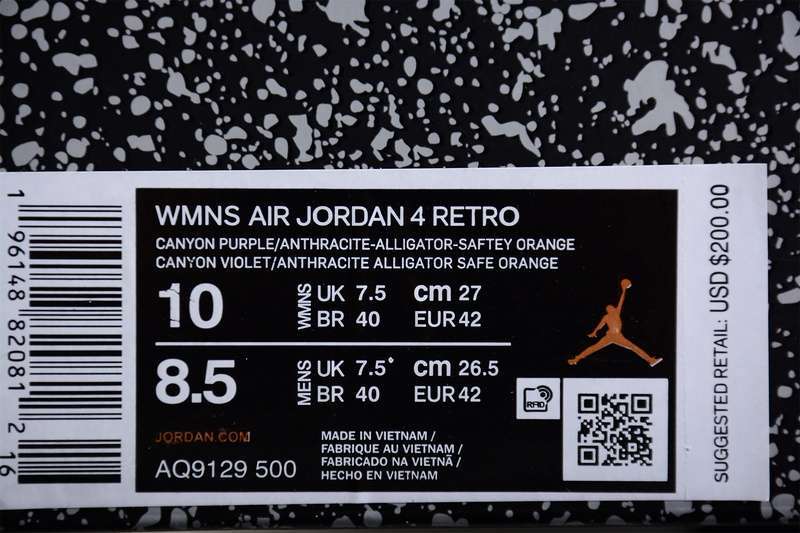 WMNS AIR JORDAN 4 RETRO
CANYON PURPLE/ANTHRACITE-ALLIGATOR-SAFTEY ORANGE
CANYON VIOLET/ANTHRACITE ALLIGATOR SAFE ORANGE
10 WMNS UK 7.5 cm 27
BR 40 EUR 42
8.5 MENS UK 7.5* cm 26.5
BR 40 EUR 42
RFID
JORDAN.COM
AQ9129 500
MADE IN VIETNAM /
FABRIQUE AU VIETNAM /
FABRICADO NA VIETNÃ /
HECHO EN VIETNAM
1 96148 82081 2 16
SUGGESTED RETAIL: USD $200.00